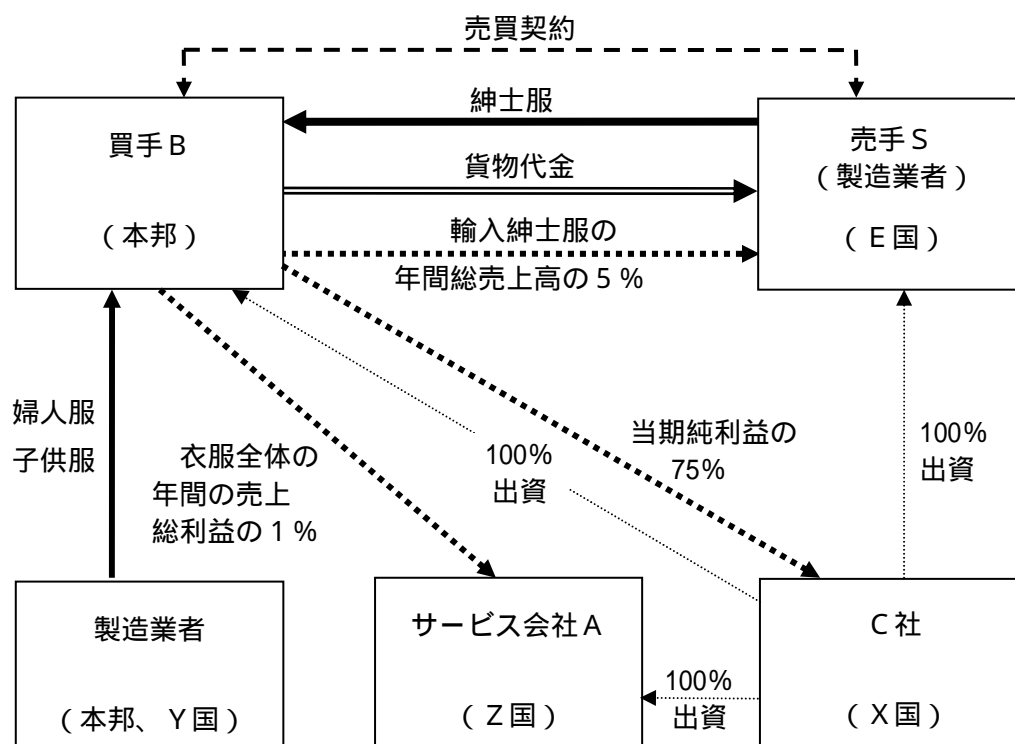 売買契約
紳士服
買手Ｂ
（本邦）
貨物代金
売手Ｓ
（製造業者）
（Ｅ国）
輸入紳士服の
年間総売上高の５％
婦人服
子供服
衣服全体の
年間の売上
総利益の１％
100%
出資
当期純利益の
75%
100%
出資
製造業者
（本邦、Ｙ国）
サービス会社Ａ
（Ｚ国）
100%
出資
Ｃ社
（Ｘ国）